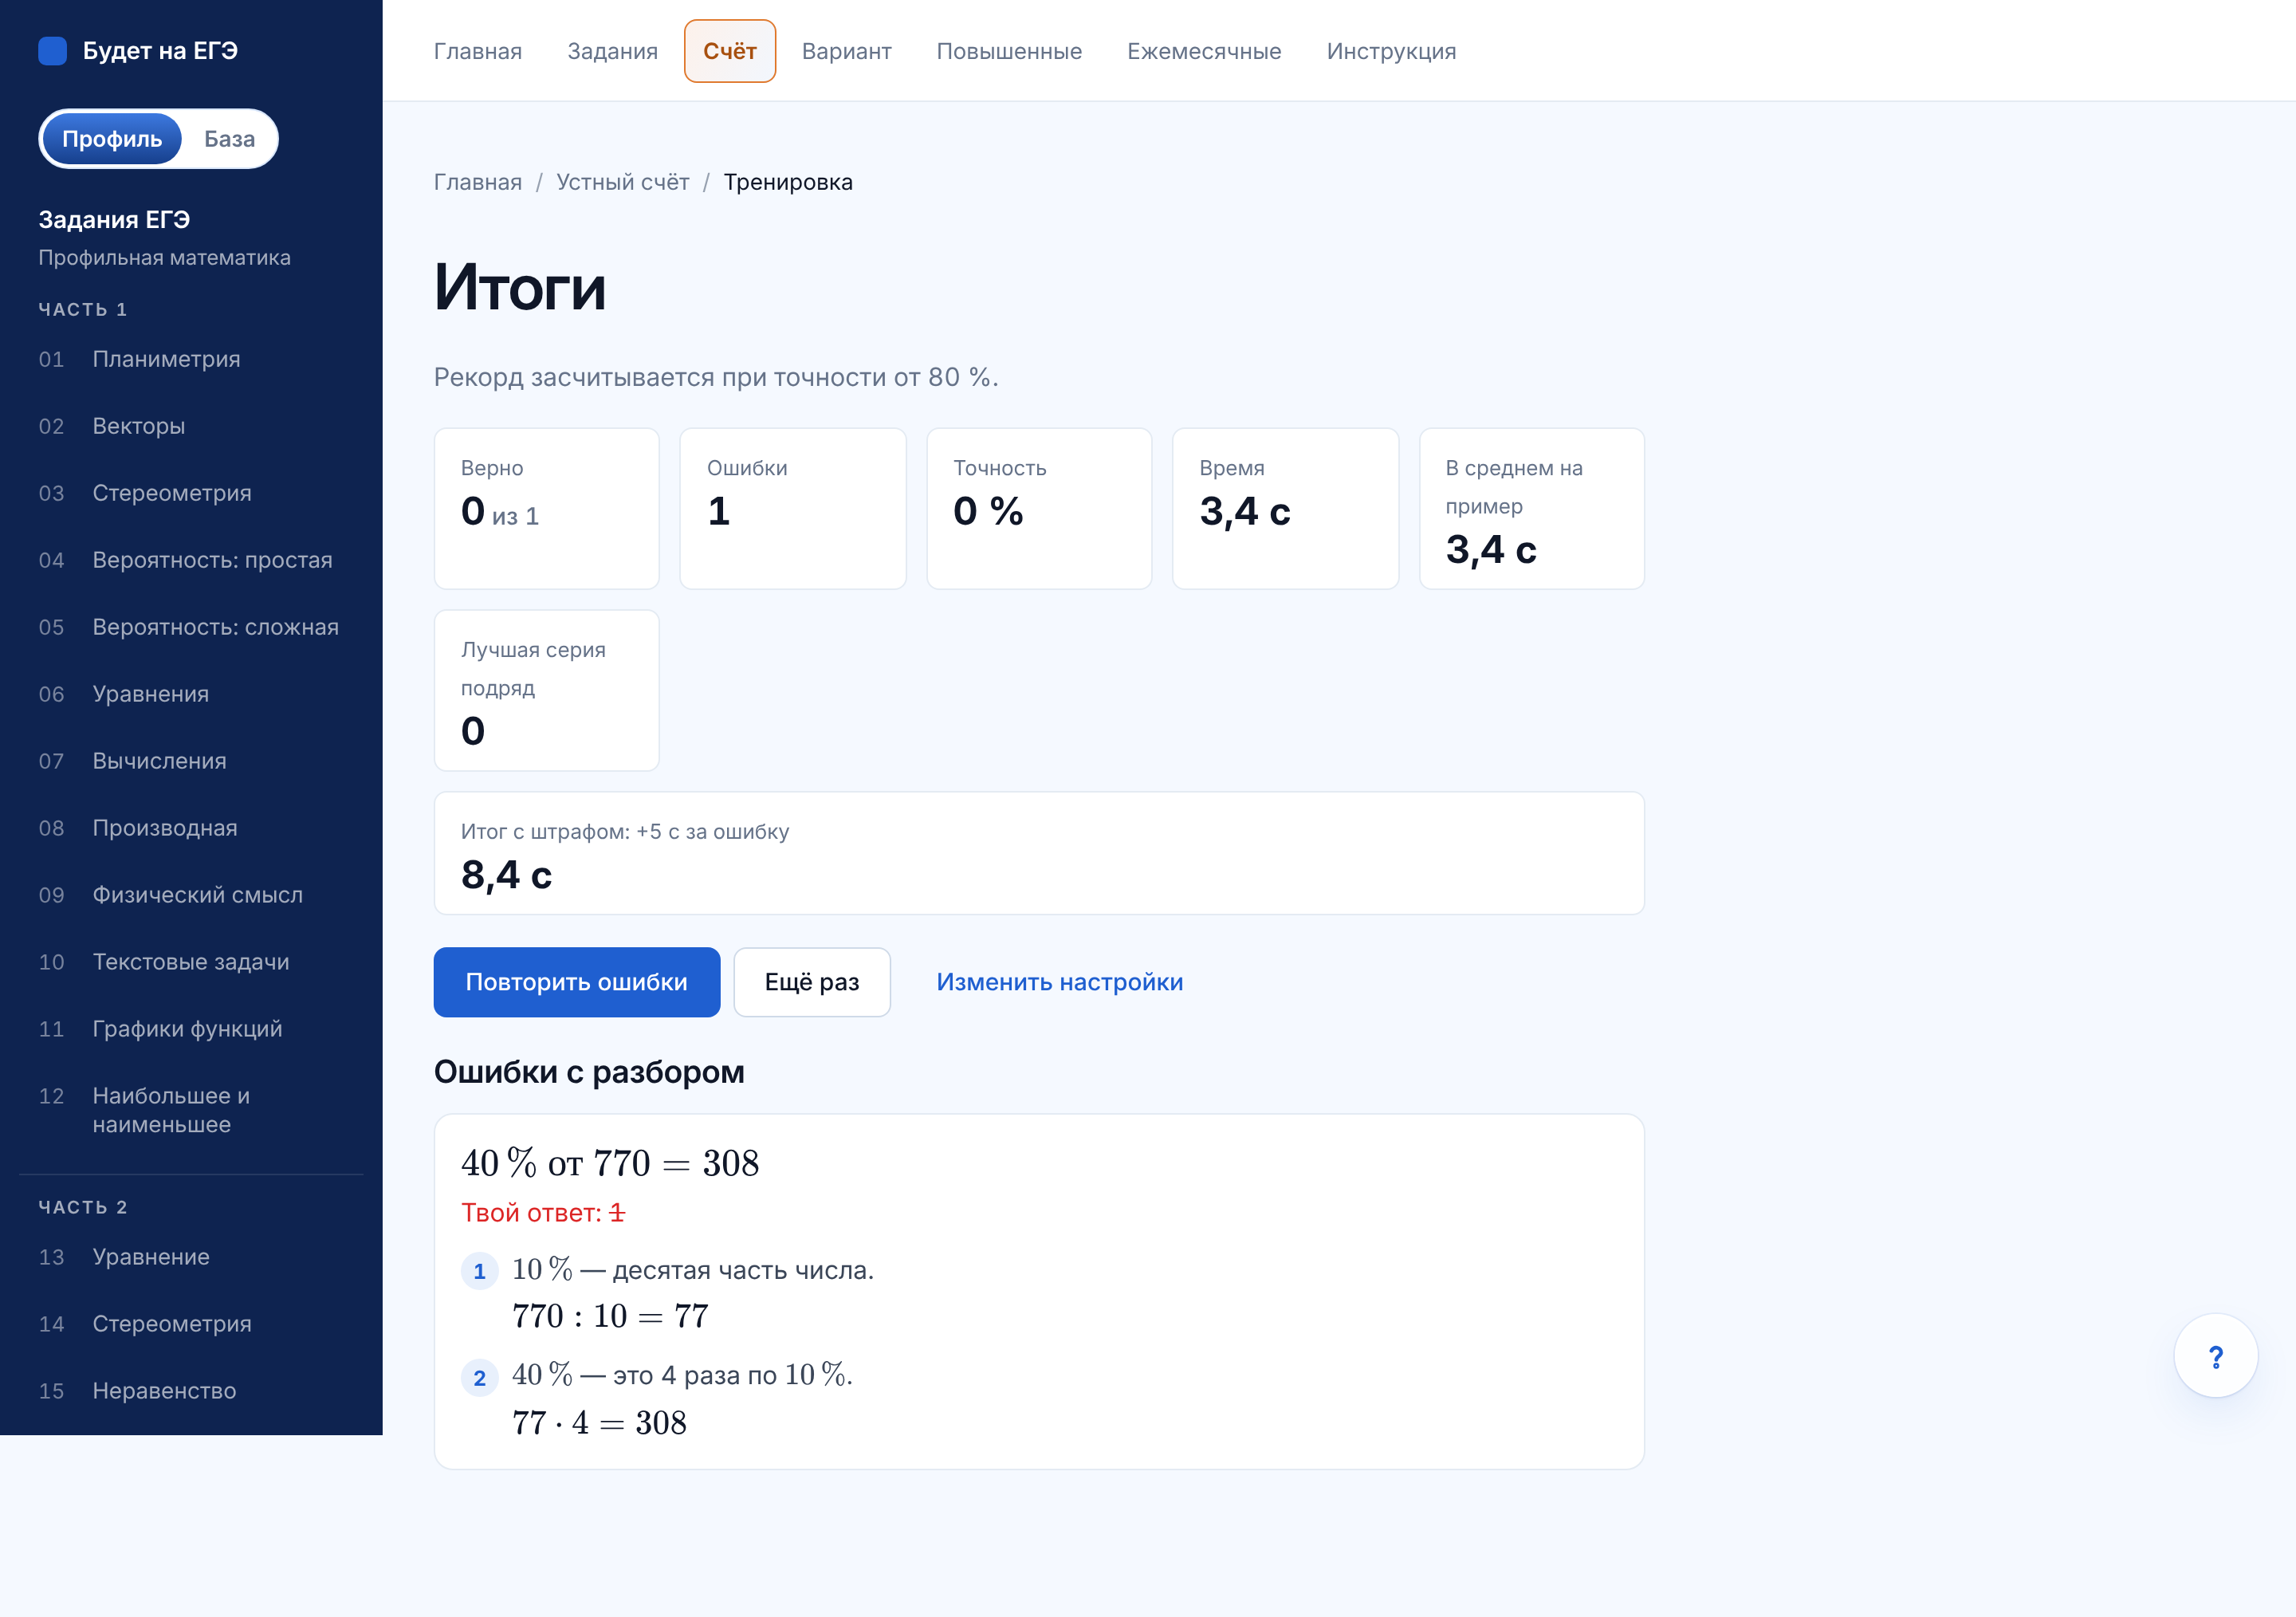 Будет на ЕГЭ
Профиль База
Задания ЕГЭ
Профильная математика
ЧАСТЬ 1
01 Планиметрия
02 Векторы
03 Стереометрия
04 Вероятность: простая
05 Вероятность: сложная
06 Уравнения
07 Вычисления
08 Производная
09 Физический смысл
10 Текстовые задачи
11 Графики функций
12 Наибольшее и
наименьшее
ЧАСТЬ 2
13 Уравнение
14 Стереометрия
15 Неравенство
Главная Задания Счёт Вариант Повышенные Ежемесячные Инструкция
Главная / Устный счёт / Тренировка
Итоги
Рекорд засчитывается при точности от 80 %.
Верно
0 из 1
Ошибки
1
Точность
0 %
Время
3,4 с
В среднем на
пример
3,4 с
Лучшая серия
подряд
0
Итог с штрафом: +5 с за ошибку
8,4 с
Повторить ошибки Ещё раз Изменить настройки
Ошибки с разбором
40 % от 770 = 308
Твой ответ: 1
1 10 % — десятая часть числа.
770 : 10 = 77
2 40 % — это 4 раза по 10 %.
77 · 4 = 308
?